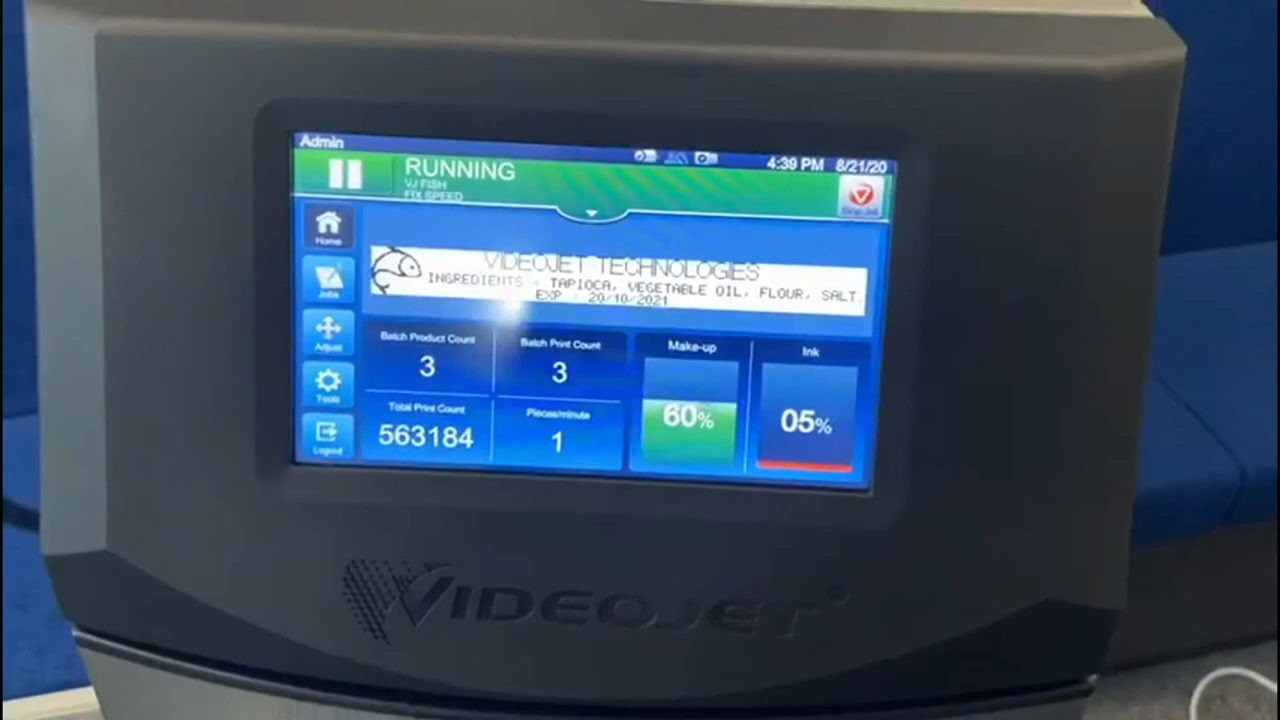 Admin
4:39 PM 8/21/20
RUNNING
VJ FISH
FIX SPEED
Home
VIDEOJET TECHNOLOGIES
INGREDIENTS : TAPIOCA, VEGETABLE OIL, FLOUR, SALT
EXP : 20/10/2021
Jobs
Adjust
Tools
Logout
Batch Product Count
3
Batch Print Count
3
Total Print Count
563184
Pieces/minute
1
Make-up
60%
Ink
05%
VIDEOJET